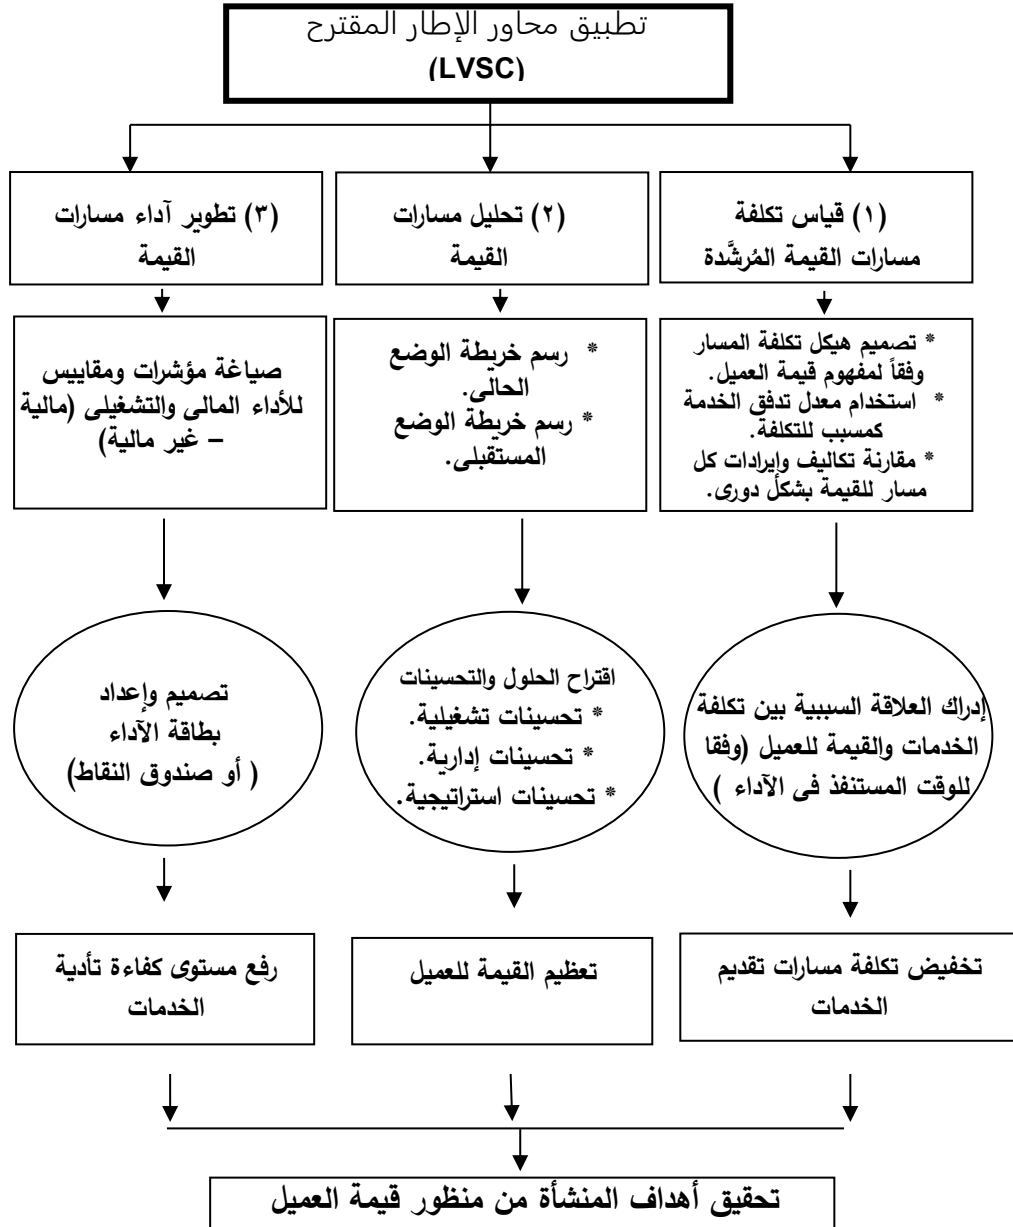 تطبيق محاور الإطار المقترح
(LVSC)
(١) قياس تكلفة
مسارات القيمة المُرشَّدة
(٢) تحليل مسارات
القيمة
(٣) تطوير آداء مسارات
القيمة
* تصميم هيكل تكلفة المسار
وفقاً لمفهوم قيمة العميل.
* استخدام معدل تدفق الخدمة
كمسبب للتكلفة.
* مقارنة تكاليف وإيرادات كل
مسار للقيمة بشكل دورى.
* رسم خريطة الوضع
الحالى.
* رسم خريطة الوضع
المستقبلى.
صياغة مؤشرات ومقاييس
للأداء المالى والتشغيلى (مالية
– غير مالية)
إدراك العلاقة السببية بين تكلفة
الخدمات والقيمة للعميل (وفقا
للوقت المستنفذ فى الآداء )
اقتراح الحلول والتحسينات
* تحسينات تشغيلية.
* تحسينات إدارية.
* تحسينات استراتيجية.
تصميم وإعداد
بطاقة الآداء
( أو صندوق النقاط)
تخفيض تكلفة مسارات تقديم
الخدمات
تعظيم القيمة للعميل
رفع مستوى كفاءة تأدية
الخدمات
تحقيق أهداف المنشأة من منظور قيمة العميل